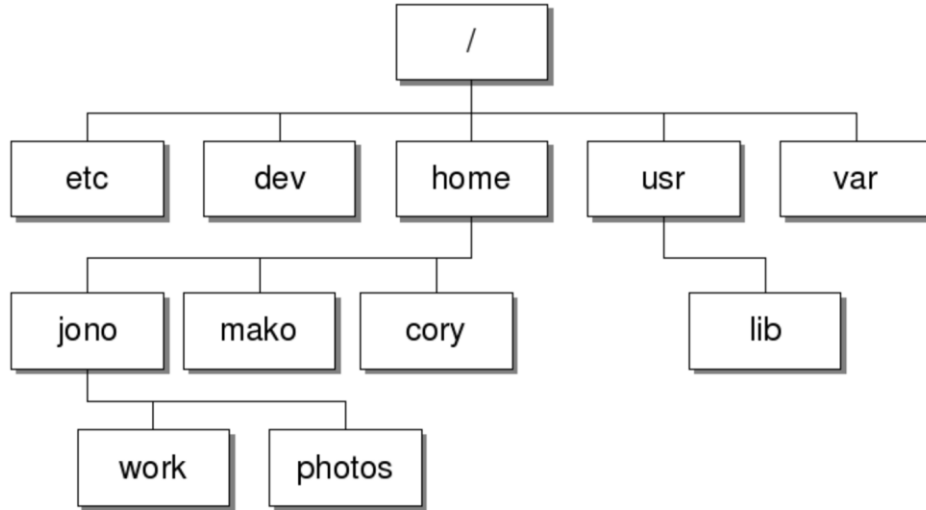 /
etc dev home usr var
jono mako cory lib
work photos